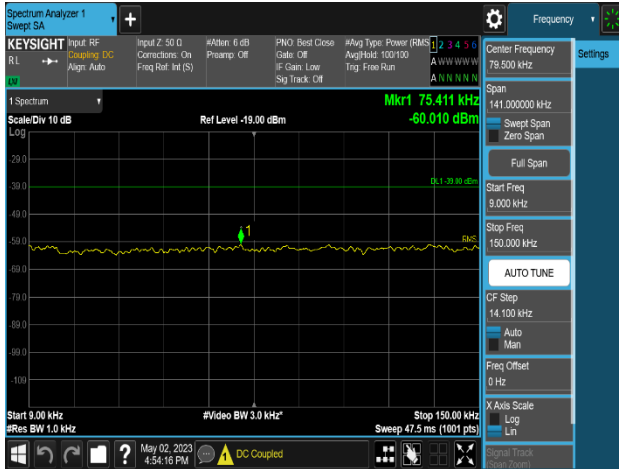 Spectrum Analyzer 1
Swept SA
+
Frequency
KEYSIGHT
RL
Input: RF
Coupling: DC
Align: Auto
Input Z: 50 Ω
Corrections: On
Freq Ref: Int (S)
#Atten: 6 dB
Preamp: Off
PNO: Best Close
Gate: Off
IF Gain: Low
Sig Track: Off
#Avg Type: Power (RMS
Avg|Hold: 100/100
Trig: Free Run
1 2 3 4 5 6
A W W W W W
A N N N N N
LXI
1 Spectrum
Mkr1 75.411 kHz
-60.010 dBm
Scale/Div 10 dB
Ref Level -19.00 dBm
Log
-29.0
DL1 -39.00 dBm
-39.0
-49.0
1
-59.0
RMS
-69.0
-79.0
-89.0
-99.0
-109
Start 9.00 kHz
#Video BW 3.0 kHz*
Stop 150.00 kHz
#Res BW 1.0 kHz
Sweep 47.5 ms (1001 pts)
?
May 02, 2023
4:54:16 PM
DC Coupled
Center Frequency
79.500 kHz
Settings
Span
141.000000 kHz
Swept Span
Zero Span
Full Span
Start Freq
9.000 kHz
Stop Freq
150.000 kHz
AUTO TUNE
CF Step
14.100 kHz
Auto
Man
Freq Offset
0 Hz
X Axis Scale
Log
Lin
Signal Track
(Span Zoom)